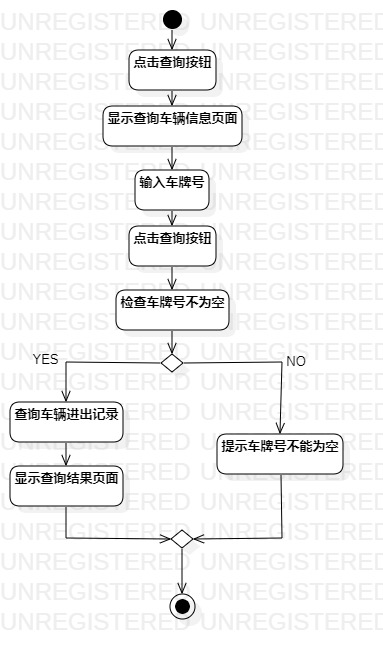 点击查询按钮
显示查询车辆信息页面
输入车牌号
点击查询按钮
检查车牌号不为空
YES
NO
查询车辆进出记录
提示车牌号不能为空
显示查询结果页面
UNREGISTERED